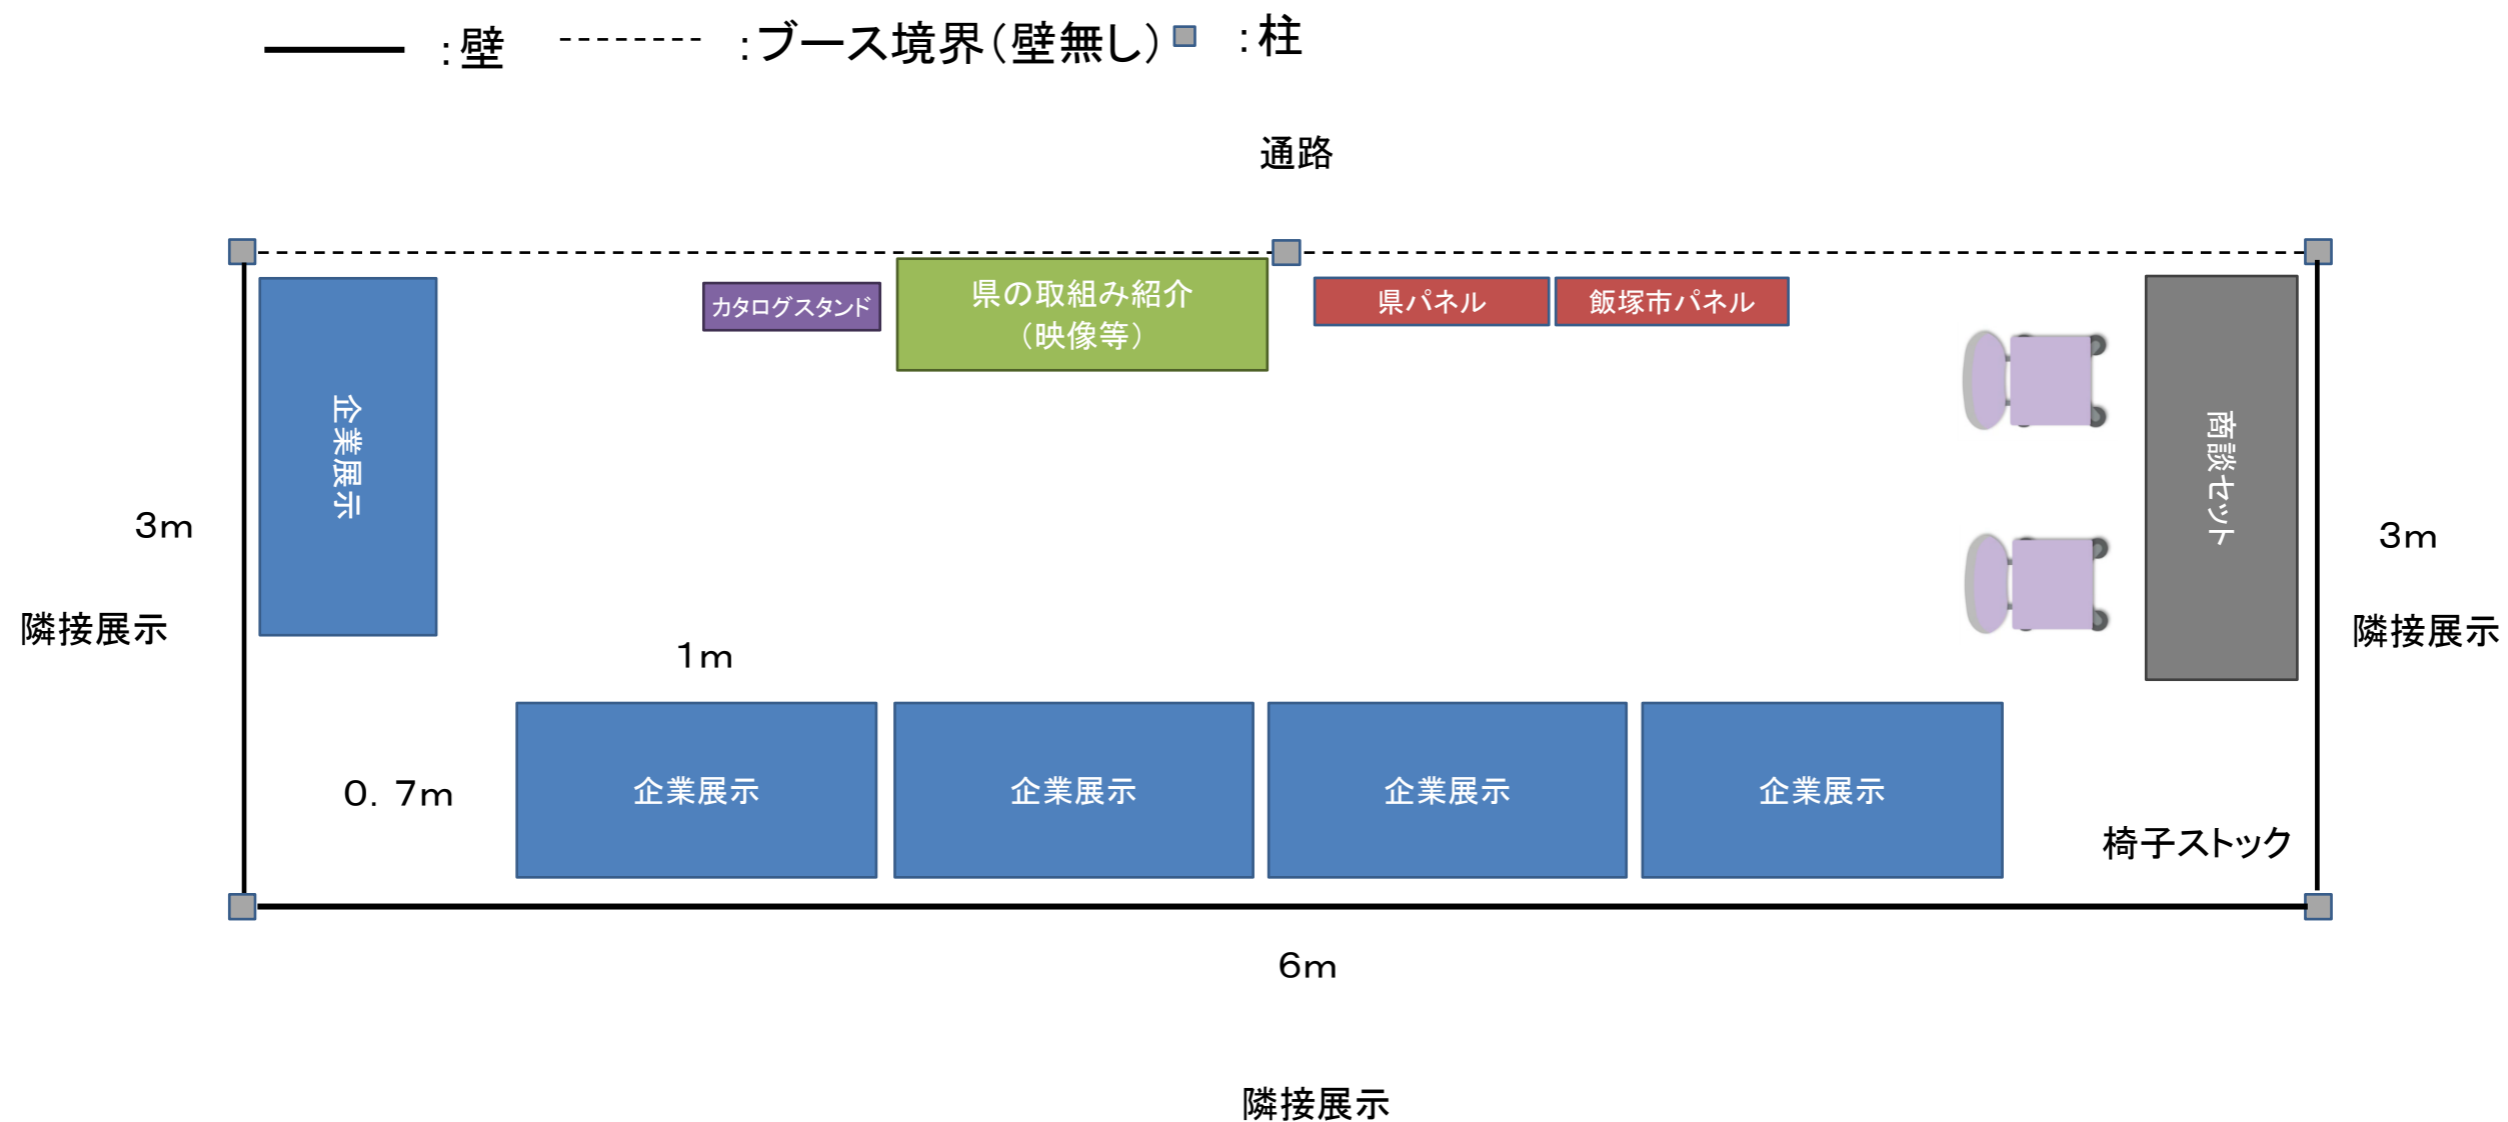 ：壁
：ブース境界（壁無し）
：柱
通路
カタログスタンド
県の取組み紹介
（映像等）
県パネル
飯塚市パネル
企業展示
商談セット
3m
3m
隣接展示
隣接展示
1m
0．7m
企業展示
企業展示
企業展示
企業展示
椅子ストック
6m
隣接展示